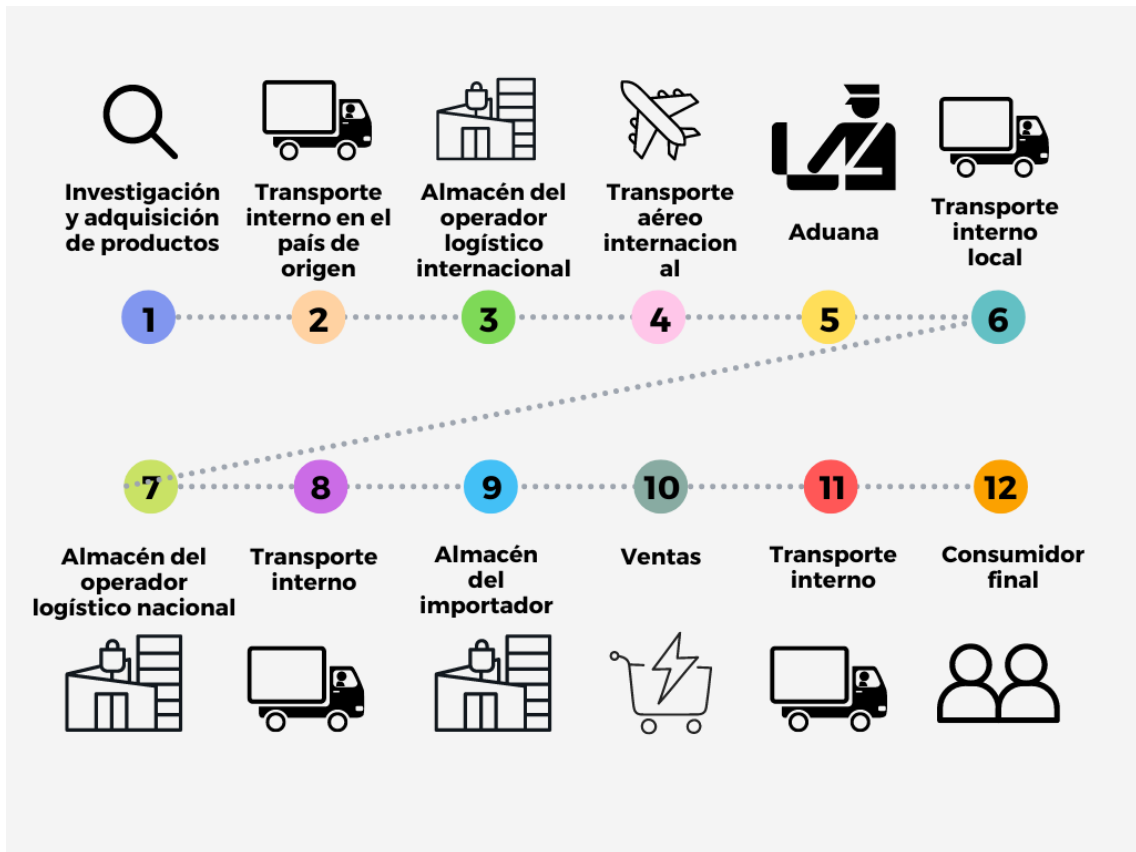 Investigación
y adquisición
de productos
Transporte
interno en el
país de
origen
Almacén del
operador
logístico
internacional
Transporte
aéreo
internacion
al
Aduana
Transporte
interno
local
1
2
3
4
5
6
7
8
9
10
11
12
Almacén del
operador
logístico nacional
Transporte
interno
Almacén
del
importador
Ventas
Transporte
interno
Consumidor
final